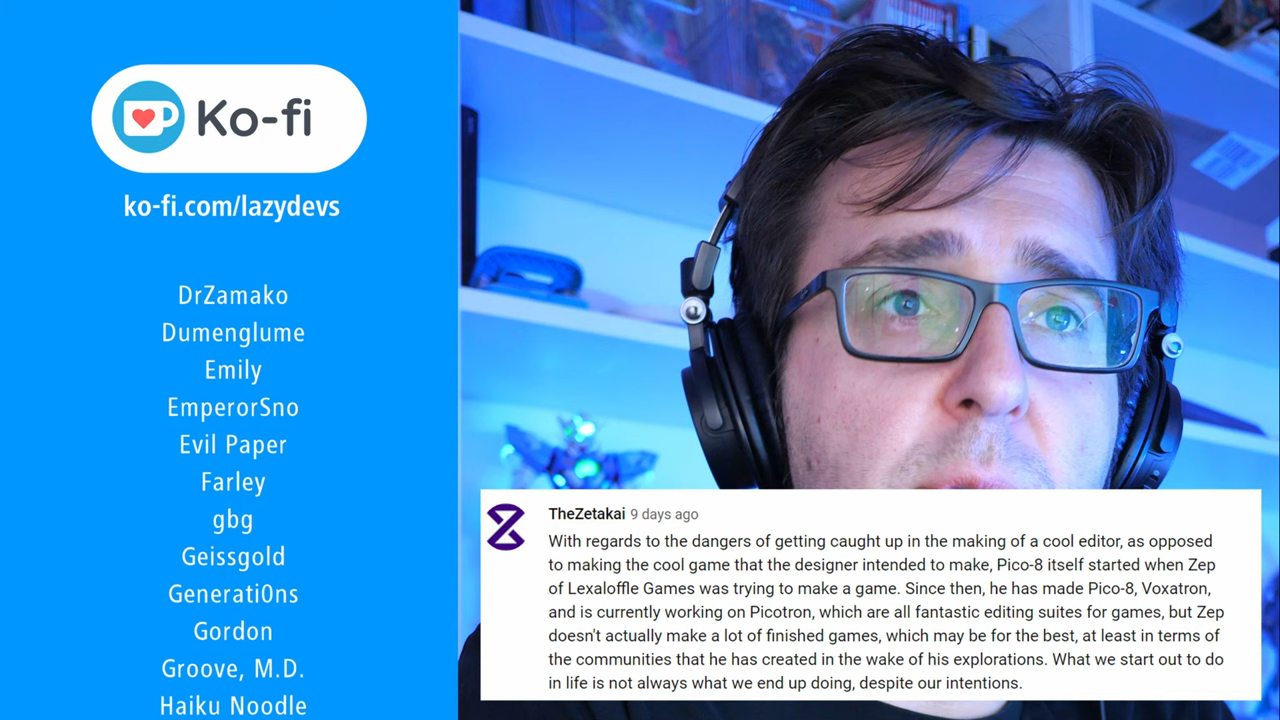 Ko-fi
ko-fi.com/lazydevs
DrZamako
Dumenglume
Emily
EmperorSno
Evil Paper
Farley
gbg
Geissgold
Generati0ns
Gordon
Groove, M.D.
Haiku Noodle
TheZetakai 9 days ago
With regards to the dangers of getting caught up in the making of a cool editor, as opposed
to making the cool game that the designer intended to make, Pico-8 itself started when Zep
of Lexaloffle Games was trying to make a game. Since then, he has made Pico-8, Voxatron,
and is currently working on Picotron, which are all fantastic editing suites for games, but Zep
doesn't actually make a lot of finished games, which may be for the best, at least in terms of
the communities that he has created in the wake of his explorations. What we start out to do
in life is not always what we end up doing, despite our intentions.